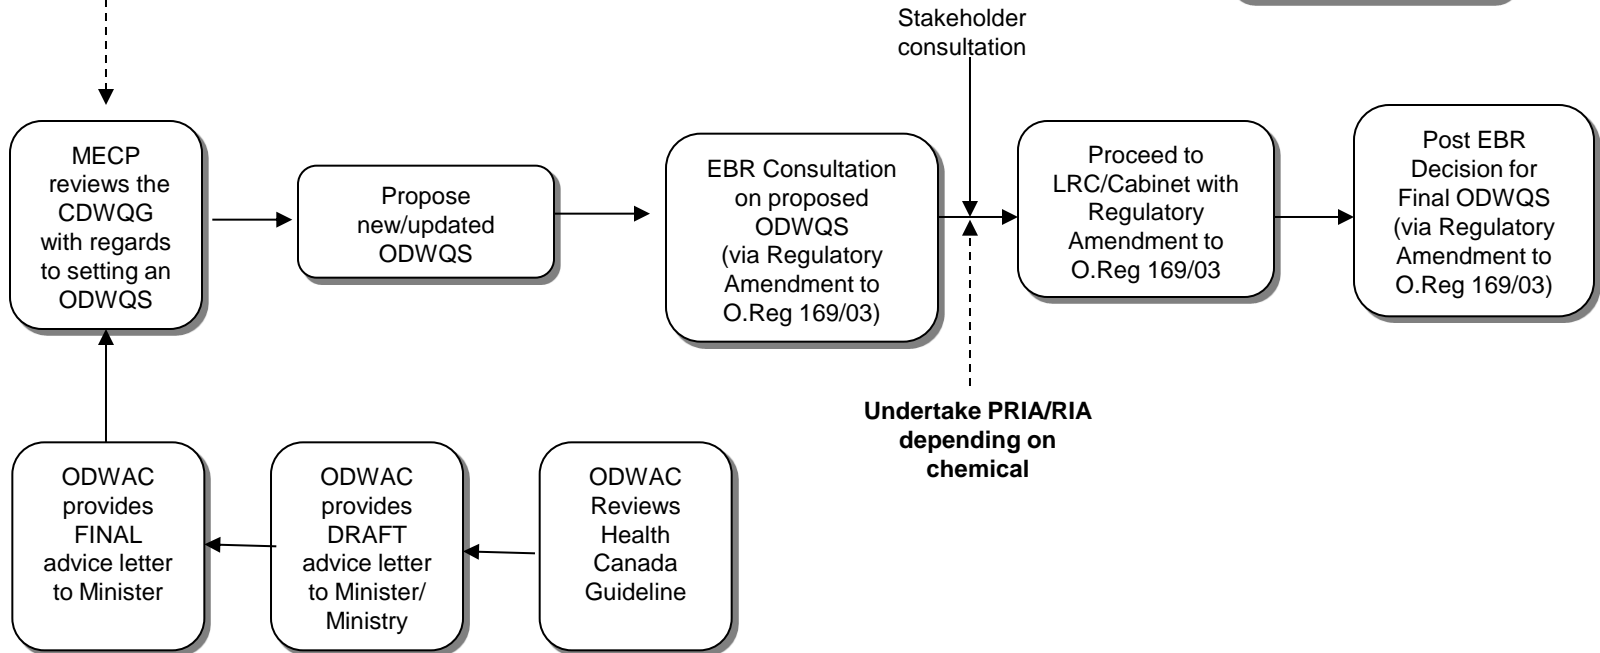 Stakeholder
consultation
MECP
reviews the
CDWQG
with regards
to setting an
ODWQS
Propose
new/updated
ODWQS
EBR Consultation
on proposed
ODWQS
(via Regulatory
Amendment to
O.Reg 169/03)
Proceed to
LRC/Cabinet with
Regulatory
Amendment to
O.Reg 169/03
Post EBR
Decision for
Final ODWQS
(via Regulatory
Amendment to
O.Reg 169/03)
Undertake PRIA/RIA
depending on
chemical
ODWAC
provides
FINAL
advice letter
to Minister
ODWAC
provides
DRAFT
advice letter
to Minister/
Ministry
ODWAC
Reviews
Health
Canada
Guideline